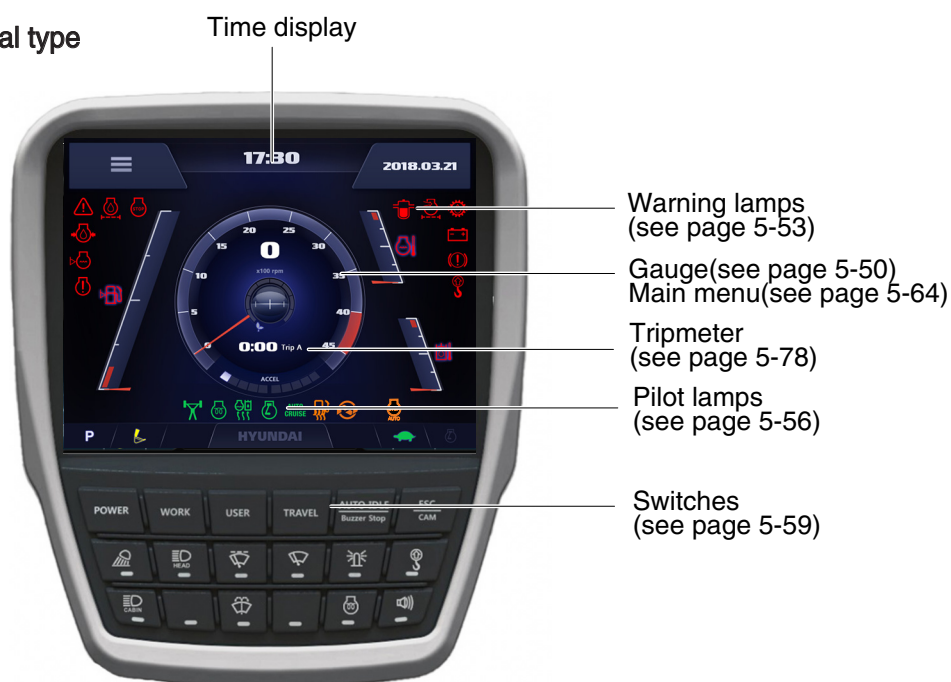 al type
Time display
17:30
2018.03.21
STOP
Warning lamps
(see page 5-53)
Gauge(see page 5-50)
Main menu(see page 5-64)
Tripmeter
(see page 5-78)
Pilot lamps
(see page 5-56)
Switches
(see page 5-59)
20 25
15 30
10 35
5 40
0 45
0
x100 rpm
0:00 Trip A
ACCEL
AUTO
CRUISE
AUTO
P
HYUNDAI
POWER WORK USER TRAVEL AUTO IDLE ESC
Buzzer Stop CAM
HEAD
CABIN